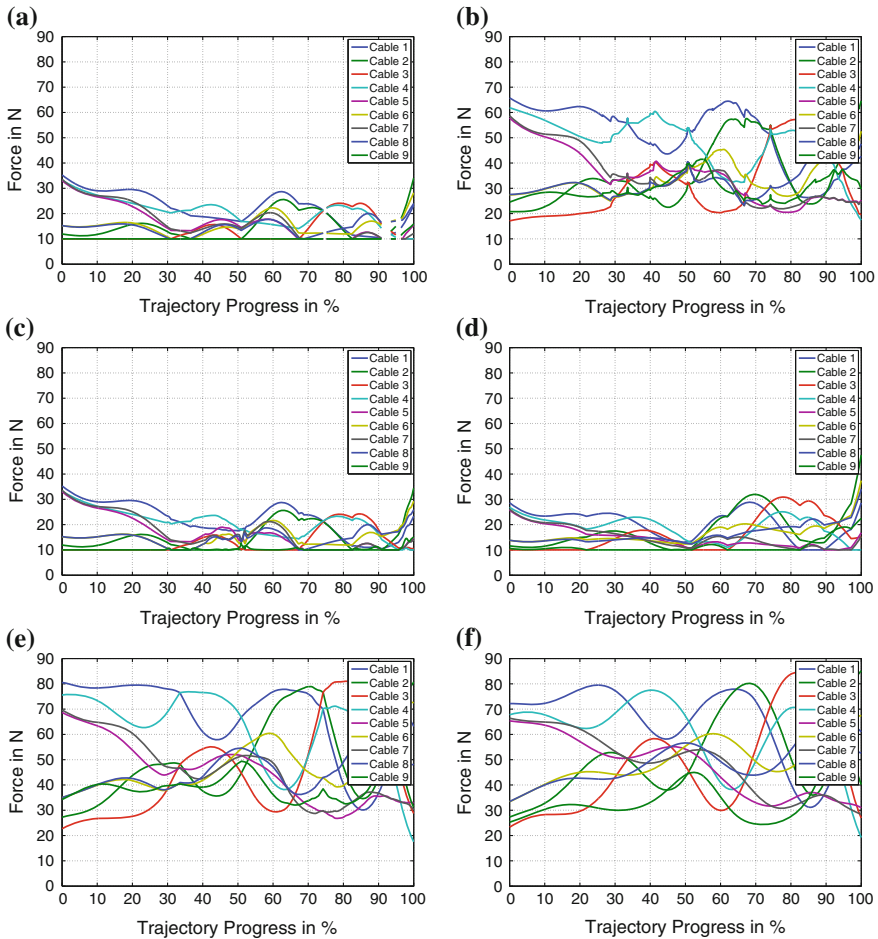 (a)
90
80
70
60
50
40
30
20
10
0
Force in N
0 10 20 30 40 50 60 70 80 90 100
Trajectory Progress in %
Cable 1
Cable 2
Cable 3
Cable 4
Cable 5
Cable 6
Cable 7
Cable 8
Cable 9
(b)
90
80
70
60
50
40
30
20
10
0
Force in N
0 10 20 30 40 50 60 70 80 90 100
Trajectory Progress in %
Cable 1
Cable 2
Cable 3
Cable 4
Cable 5
Cable 6
Cable 7
Cable 8
Cable 9
(c)
90
80
70
60
50
40
30
20
10
0
Force in N
0 10 20 30 40 50 60 70 80 90 100
Trajectory Progress in %
Cable 1
Cable 2
Cable 3
Cable 4
Cable 5
Cable 6
Cable 7
Cable 8
Cable 9
(d)
90
80
70
60
50
40
30
20
10
0
Force in N
0 10 20 30 40 50 60 70 80 90 100
Trajectory Progress in %
Cable 1
Cable 2
Cable 3
Cable 4
Cable 5
Cable 6
Cable 7
Cable 8
Cable 9
(e)
90
80
70
60
50
40
30
20
10
0
Force in N
0 10 20 30 40 50 60 70 80 90 100
Trajectory Progress in %
Cable 1
Cable 2
Cable 3
Cable 4
Cable 5
Cable 6
Cable 7
Cable 8
Cable 9
(f)
90
80
70
60
50
40
30
20
10
0
Force in N
0 10 20 30 40 50 60 70 80 90 100
Trajectory Progress in %
Cable 1
Cable 2
Cable 3
Cable 4
Cable 5
Cable 6
Cable 7
Cable 8
Cable 9